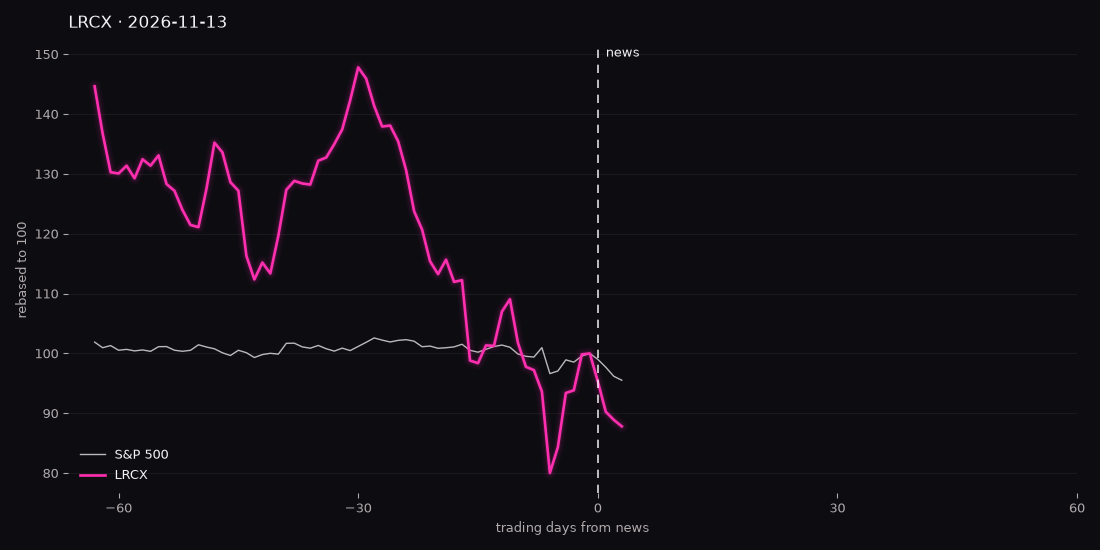 LRCX · 2026-11-13
news
150
140
130
120
110
100
90
80
rebased to 100
S&P 500
LRCX
−60
−30
0
30
60
trading days from news